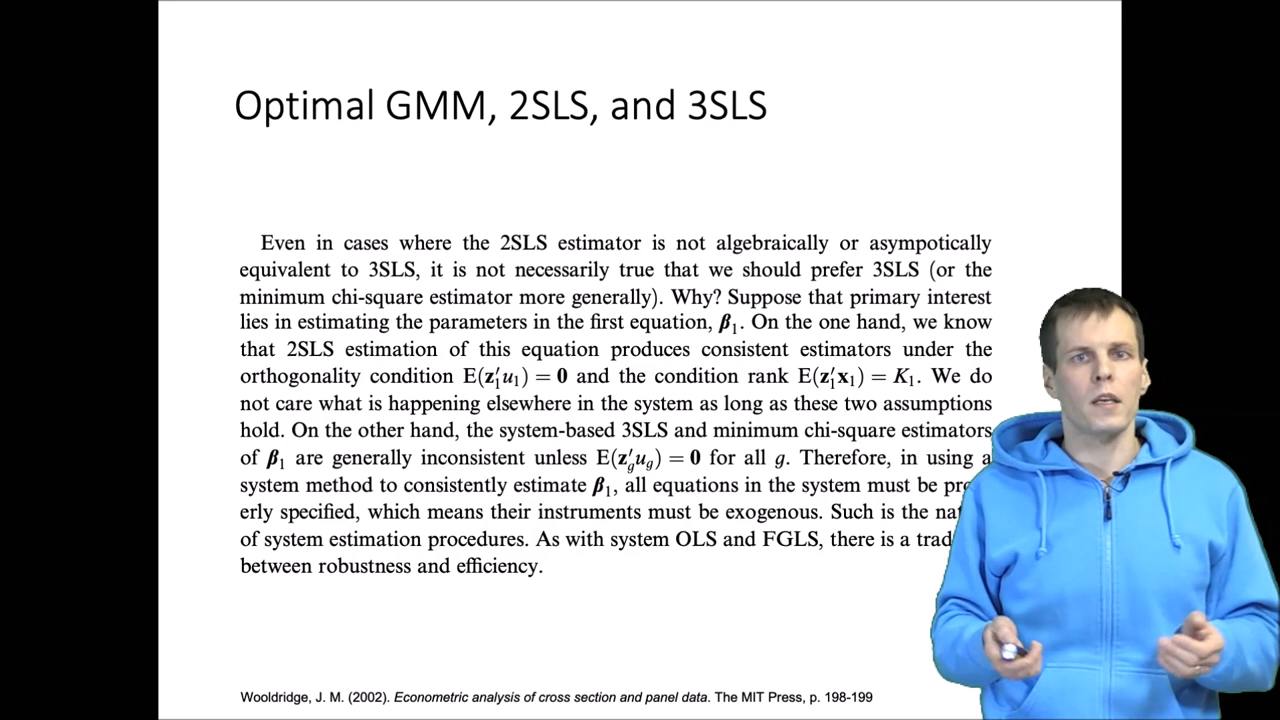 Optimal GMM, 2SLS, and 3SLS
Even in cases where the 2SLS estimator is not algebraically or asympotically
equivalent to 3SLS, it is not necessarily true that we should prefer 3SLS (or the
minimum chi-square estimator more generally). Why? Suppose that primary interest
lies in estimating the parameters in the first equation, β₁. On the one hand, we know
that 2SLS estimation of this equation produces consistent estimators under the
orthogonality condition E(z₁′u₁) = 0 and the condition rank E(z₁′x₁) = K₁. We do
not care what is happening elsewhere in the system as long as these two assumptions
hold. On the other hand, the system-based 3SLS and minimum chi-square estimators
of β₁ are generally inconsistent unless E(z′_g u_g) = 0 for all g. Therefore, in using a
system method to consistently estimate β₁, all equations in the system must be
erly specified, which means their instruments must be exogenous. Such is the
of system estimation procedures. As with system OLS and FGLS, there is a
between robustness and efficiency.
Wooldridge, J. M. (2002). Econometric analysis of cross section and panel data. The MIT Press, p. 198-199